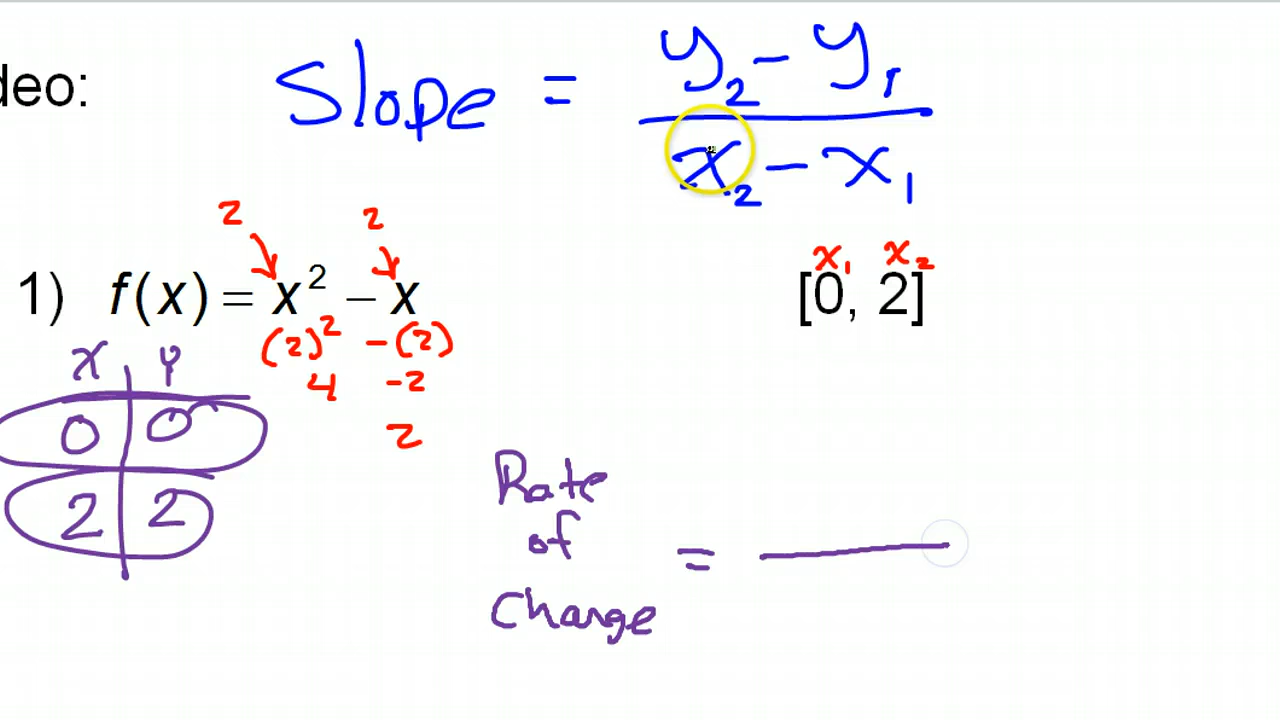 deo:
Slope = y₂ - y₁
x₂ - x₁
2 2
x₁ x₂
1) f(x) = x² − x [0, 2]
(2)² -(2)
4 -2
2
x y
0 0
2 2
Rate
of
Change =